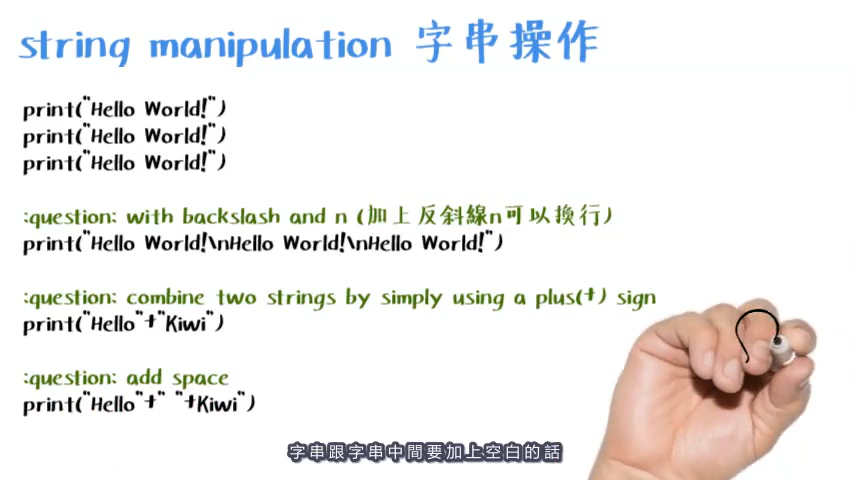 string manipulation 字串操作
print("Hello World!")
print("Hello World!")
print("Hello World!")
:question: with backslash and n (加上反斜線n可以換行)
print("Hello World!\nHello World!\nHello World!")
:question: combine two strings by simply using a plus(+) sign
print("Hello"+"Kiwi")
:question: add space
print("Hello"+" "+Kiwi")
字串跟字串中間要加上空白的話